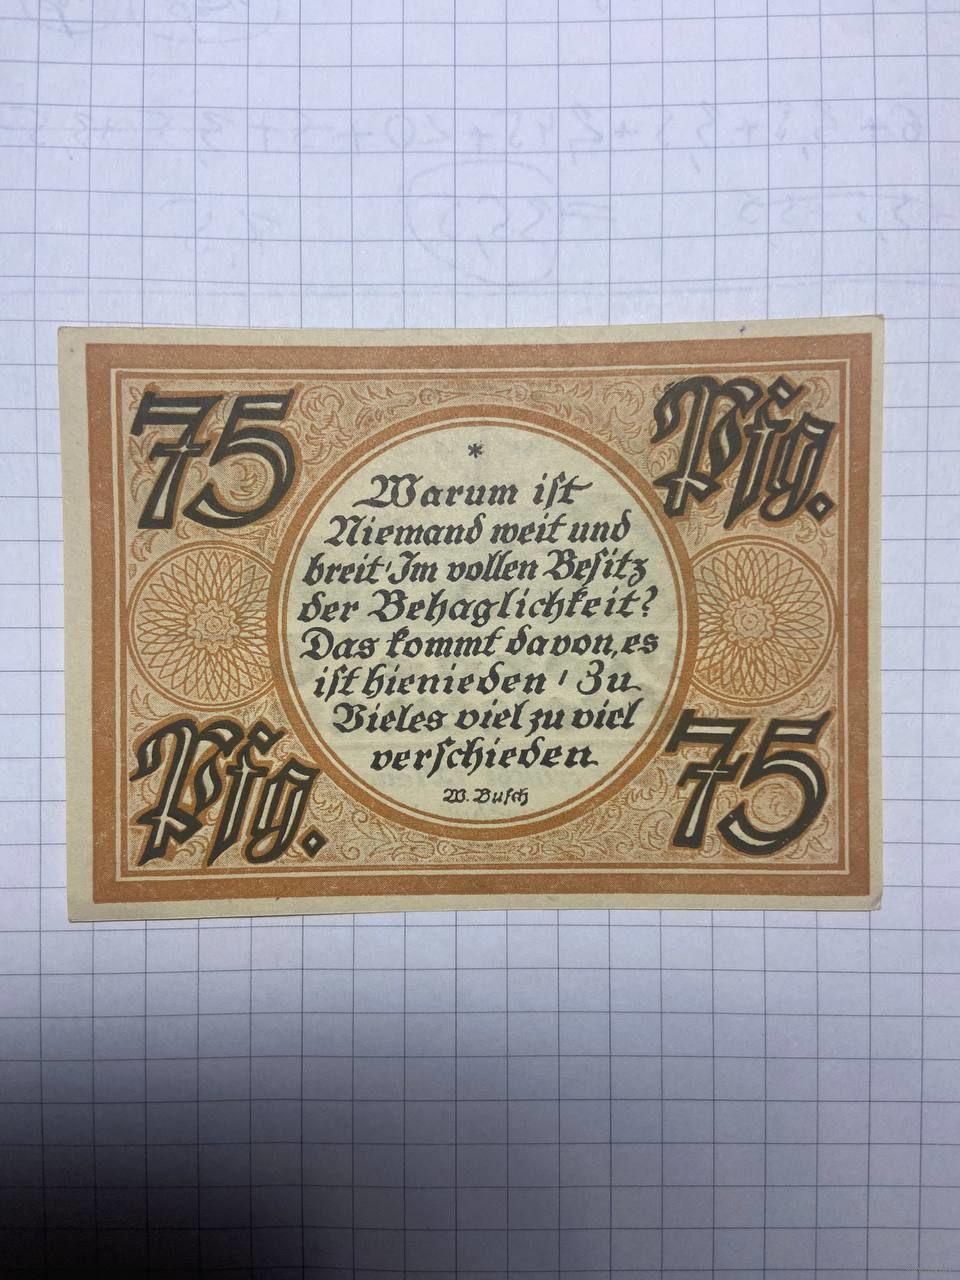 75 Pfg.
*
Warum ist
Niemand weit und
breit' Im vollen Besitz
der Behaglichkeit?
Das kommt davon, es
ist hienieden ' Zu
Vieles viel zu viel
verschieden
W. Busch
Pfg. 75